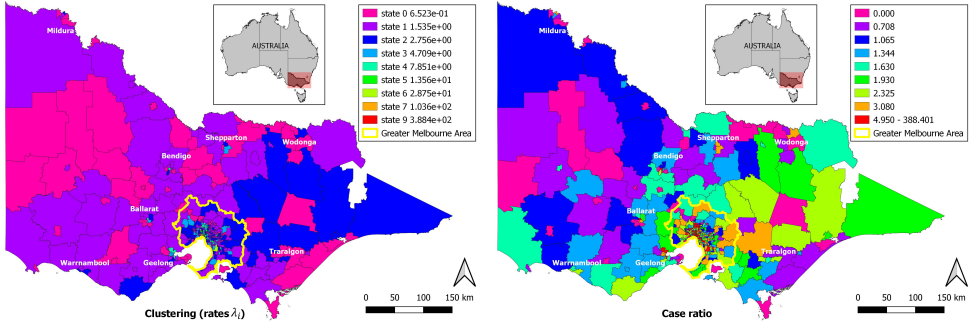 Mildura
AUSTRALIA
state 0 6.523e-01
state 1 1.535e+00
state 2 2.756e+00
state 3 4.709e+00
state 4 7.851e+00
state 5 1.356e+01
state 6 2.875e+01
state 7 1.036e+02
state 9 3.884e+02
Greater Melbourne Area
Shepparton
Wodonga
Bendigo
Ballarat
Warrnambool
Geelong
Traralgon
0 50 100 150 km
Clustering (rates λi)
Mildura
AUSTRALIA
0.000
0.708
1.065
1.344
1.630
1.930
2.325
3.080
4.950 - 388.401
Greater Melbourne Area
Shepparton
Wodonga
Bendigo
Ballarat
Warrnambool
Geelong
Traralgon
0 50 100 150 km
Case ratio